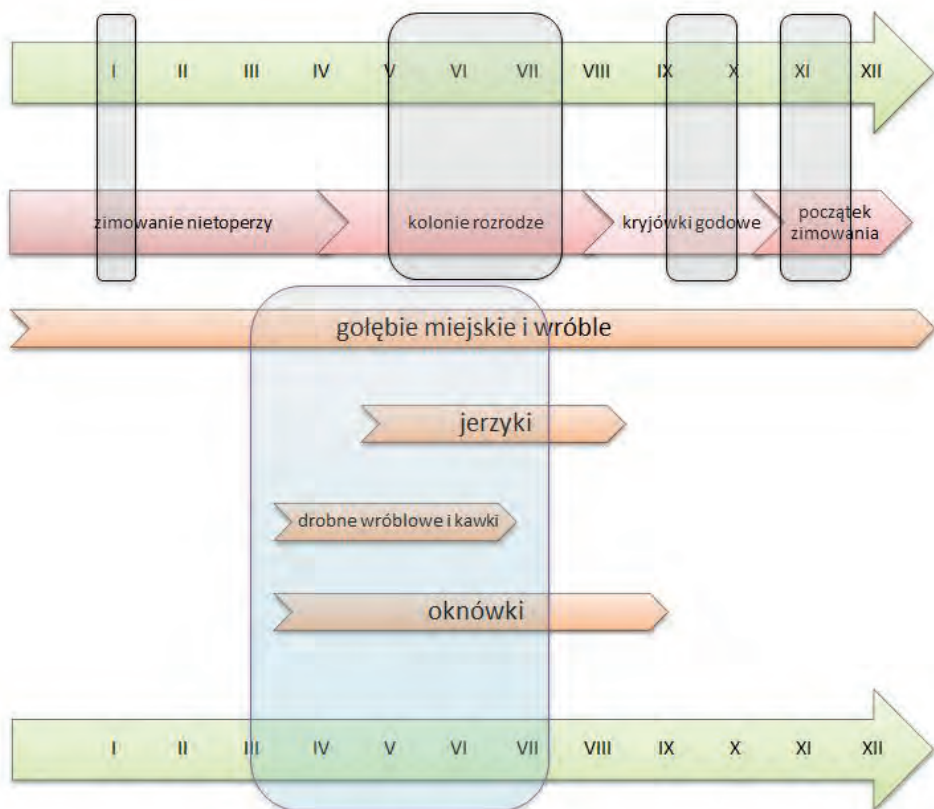 I II III IV V VI VII VIII IX X XI XII
zimowanie nietoperzy kolonie rozrodze kryjówki godowe początek
zimowania
gołębie miejskie i wróble
jerzyki
drobne wróblowe i kawki
oknówki
I II III IV V VI VII VIII IX X XI XII